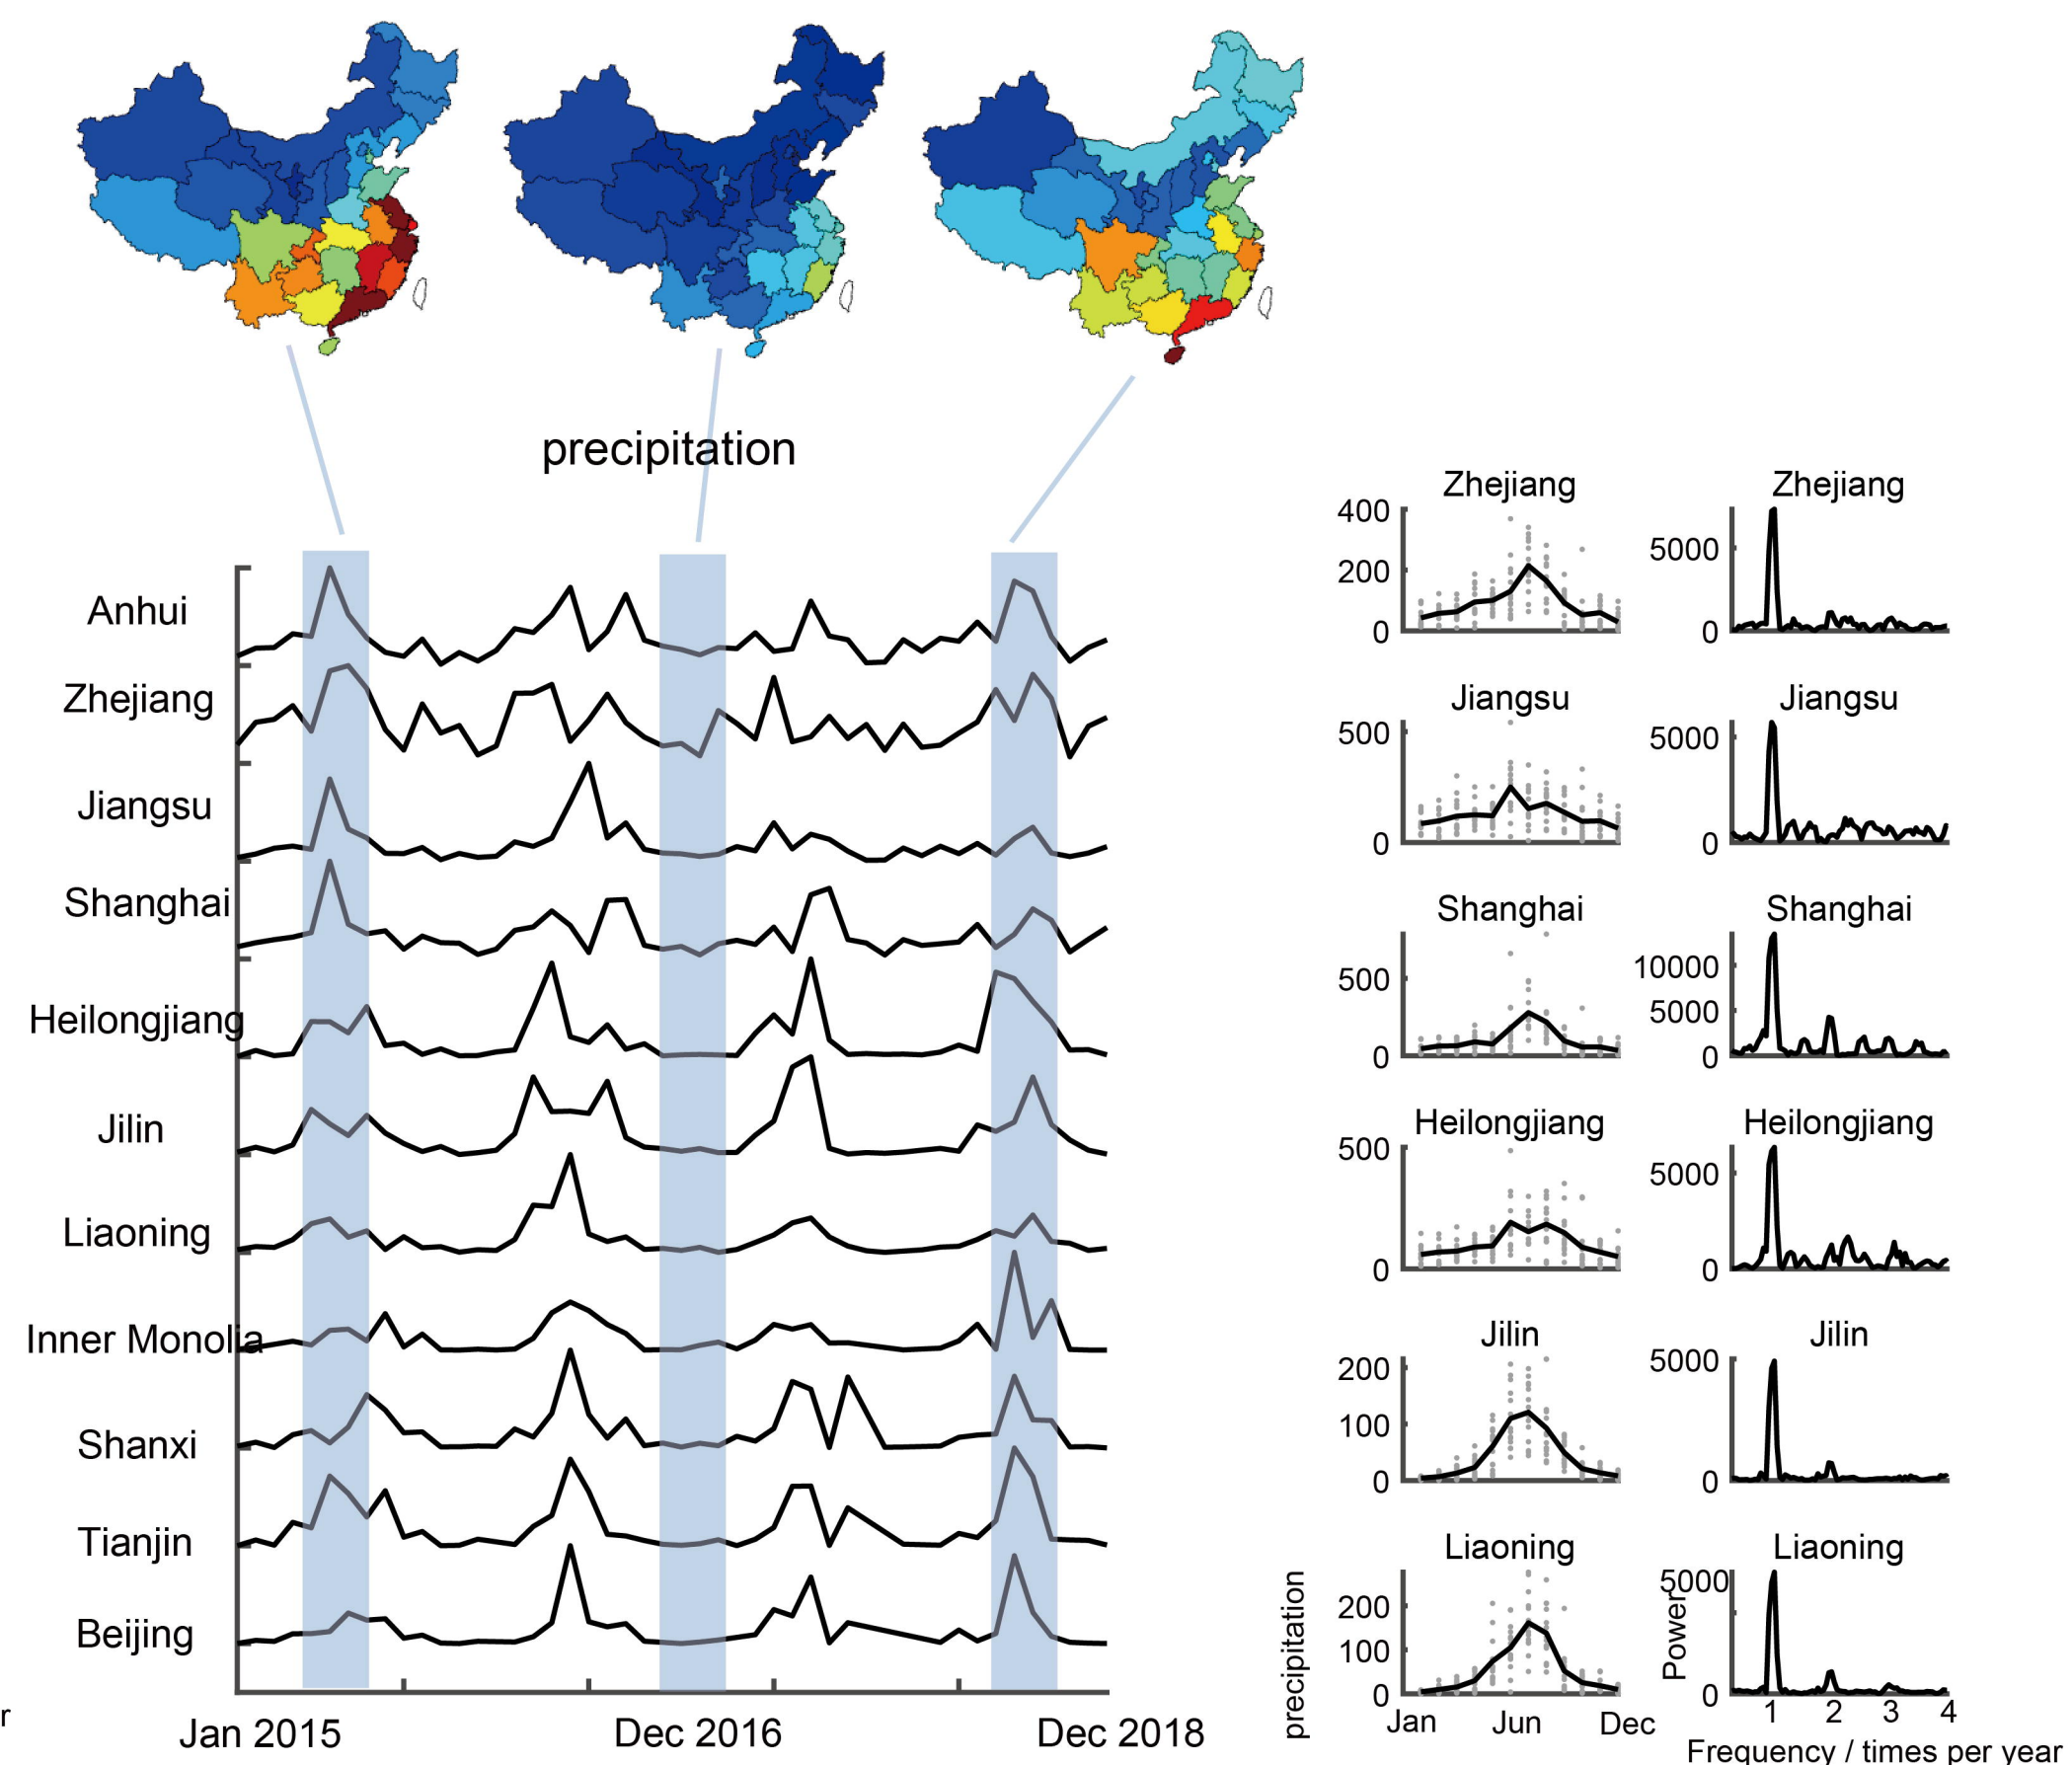 precipitation
Anhui
Zhejiang
Jiangsu
Shanghai
Heilongjiang
Jilin
Liaoning
Inner Monolia
Shanxi
Tianjin
Beijing
r
Jan 2015
Dec 2016
Dec 2018
Zhejiang
400
200
0
Zhejiang
5000
0
Jiangsu
500
0
Jiangsu
5000
0
Shanghai
500
0
Shanghai
10000
5000
0
Heilongjiang
500
0
Heilongjiang
5000
0
Jilin
200
100
0
Jilin
5000
0
Liaoning
200
100
0
precipitation
Jan
Jun
Dec
Liaoning
5000
0
Power
1
2
3
4
Frequency / times per year